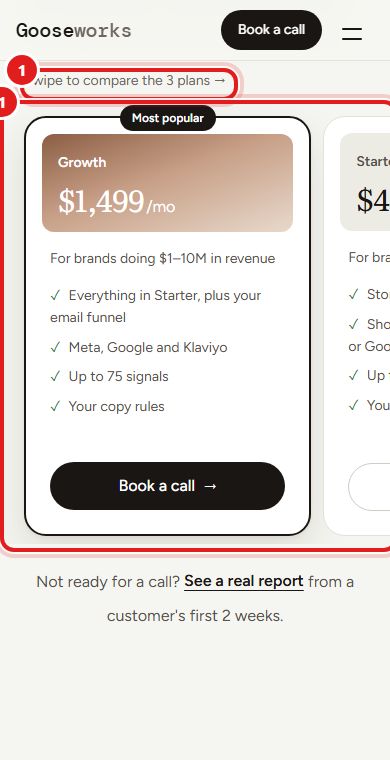 Gooseworks
Book a call
1
wipe to compare the 3 plans →
1
Most popular
Growth
$1,499/mo
For brands doing $1–10M in revenue
✓ Everything in Starter, plus your
email funnel
✓ Meta, Google and Klaviyo
✓ Up to 75 signals
✓ Your copy rules
Book a call →
Starte
$4
For bra
✓ Sto
✓ Sho
or Goo
✓ Up
✓ You
Not ready for a call? See a real report from a
customer's first 2 weeks.